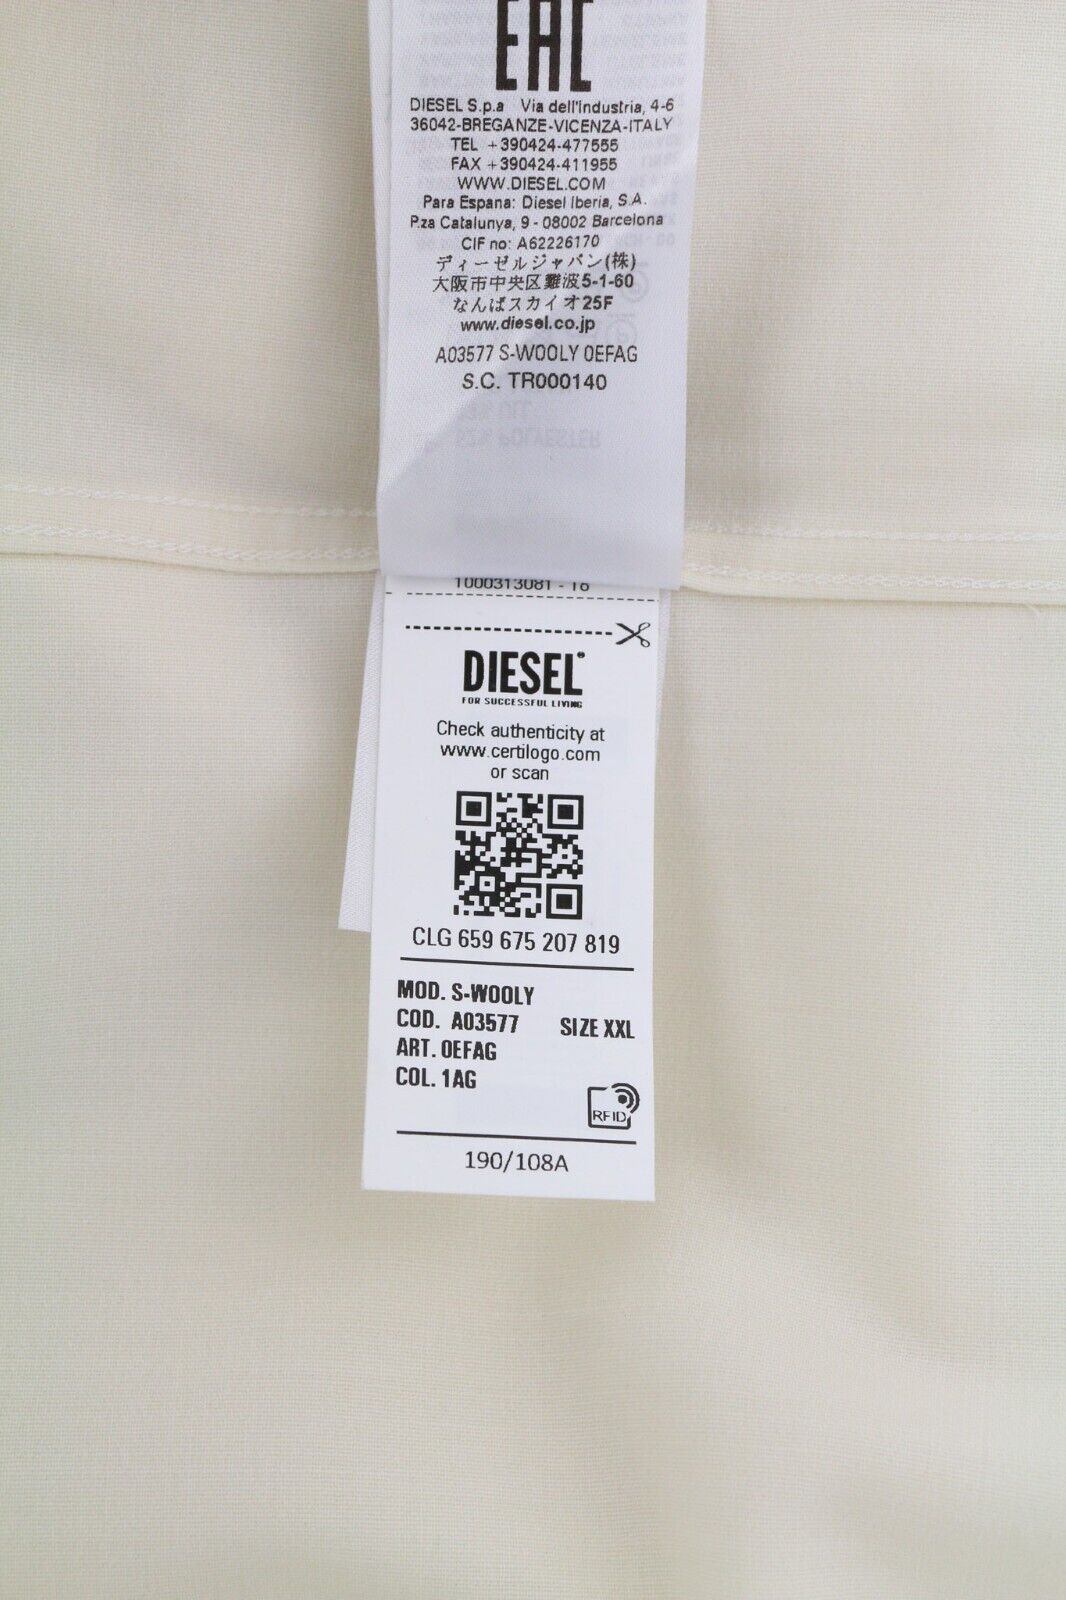 EAC
DIESEL S.p.a Via dell'industria, 4-6
36042-BREGANZE-VICENZA-ITALY
TEL +390424-477555
FAX +390424-411955
WWW.DIESEL.COM
Para Espana: Diesel Iberia, S.A.
P.za Catalunya, 9 - 08002 Barcelona
CIF no: A62226170
ディーゼルジャパン(株)
大阪市中央区難波5-1-60
なんばスカイオ25F
www.diesel.co.jp
A03577 S-WOOLY 0EFAG
S.C. TR000140
1000313081 - 16
DIESEL
FOR SUCCESSFUL LIVING
Check authenticity at
www.certilogo.com
or scan
CLG 659 675 207 819
MOD. S-WOOLY
COD. A03577 SIZE XXL
ART. 0EFAG
COL. 1AG
RFID
190/108A